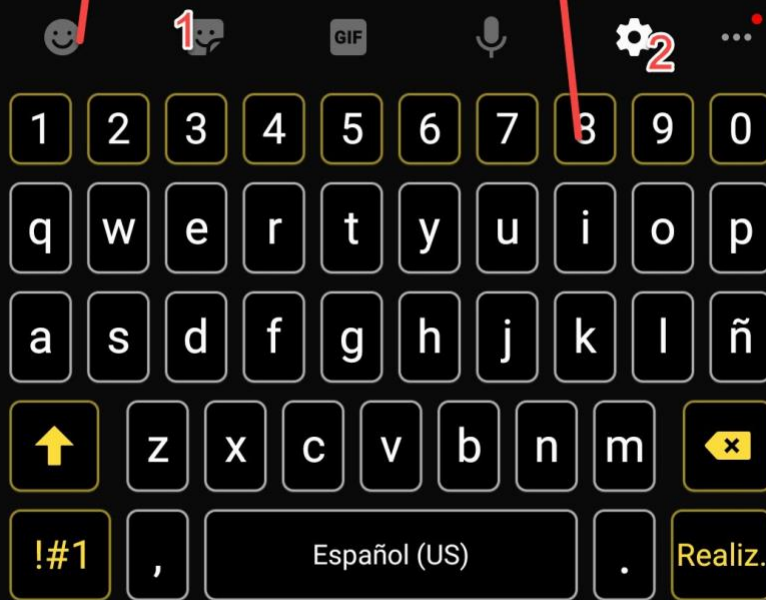 1 GIF 2
1 2 3 4 5 6 7 8 9 0
q w e r t y u i o p
a s d f g h j k l ñ
z x c v b n m
!#1 , Español (US) . Realiz.